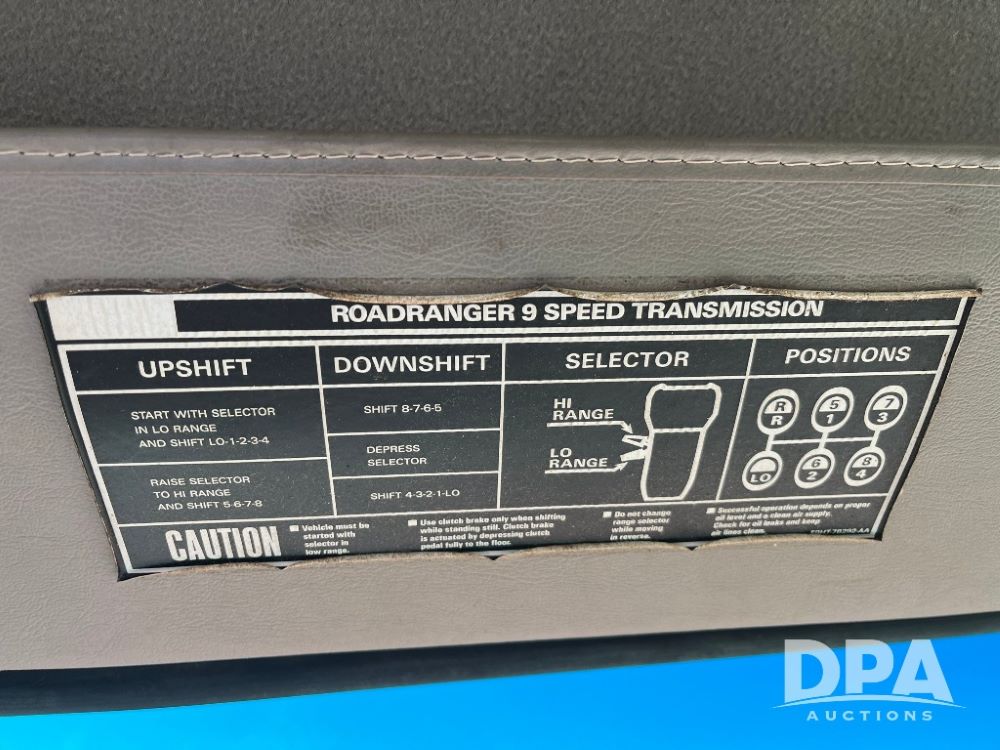 ROADRANGER 9 SPEED TRANSMISSION
UPSHIFT
START WITH SELECTOR
IN LO RANGE
AND SHIFT LO-1-2-3-4
RAISE SELECTOR
TO HI RANGE
AND SHIFT 5-6-7-8
DOWNSHIFT
SHIFT 8-7-6-5
DEPRESS
SELECTOR
SHIFT 4-3-2-1-LO
SELECTOR
HI
RANGE
LO
RANGE
POSITIONS
R 5 7
R 1 3
6 8
LO 2 4
CAUTION
Vehicle must be
started with
selector in
low range.
Use clutch brake only when shifting
while standing still. Clutch brake
is actuated by depressing clutch
pedal fully to the floor.
Do not change
range selector
while moving
in reverse.
Successful operation depends on proper
oil level and a clean air supply.
Check for oil leaks and keep
air lines clean.
DPA
AUCTIONS